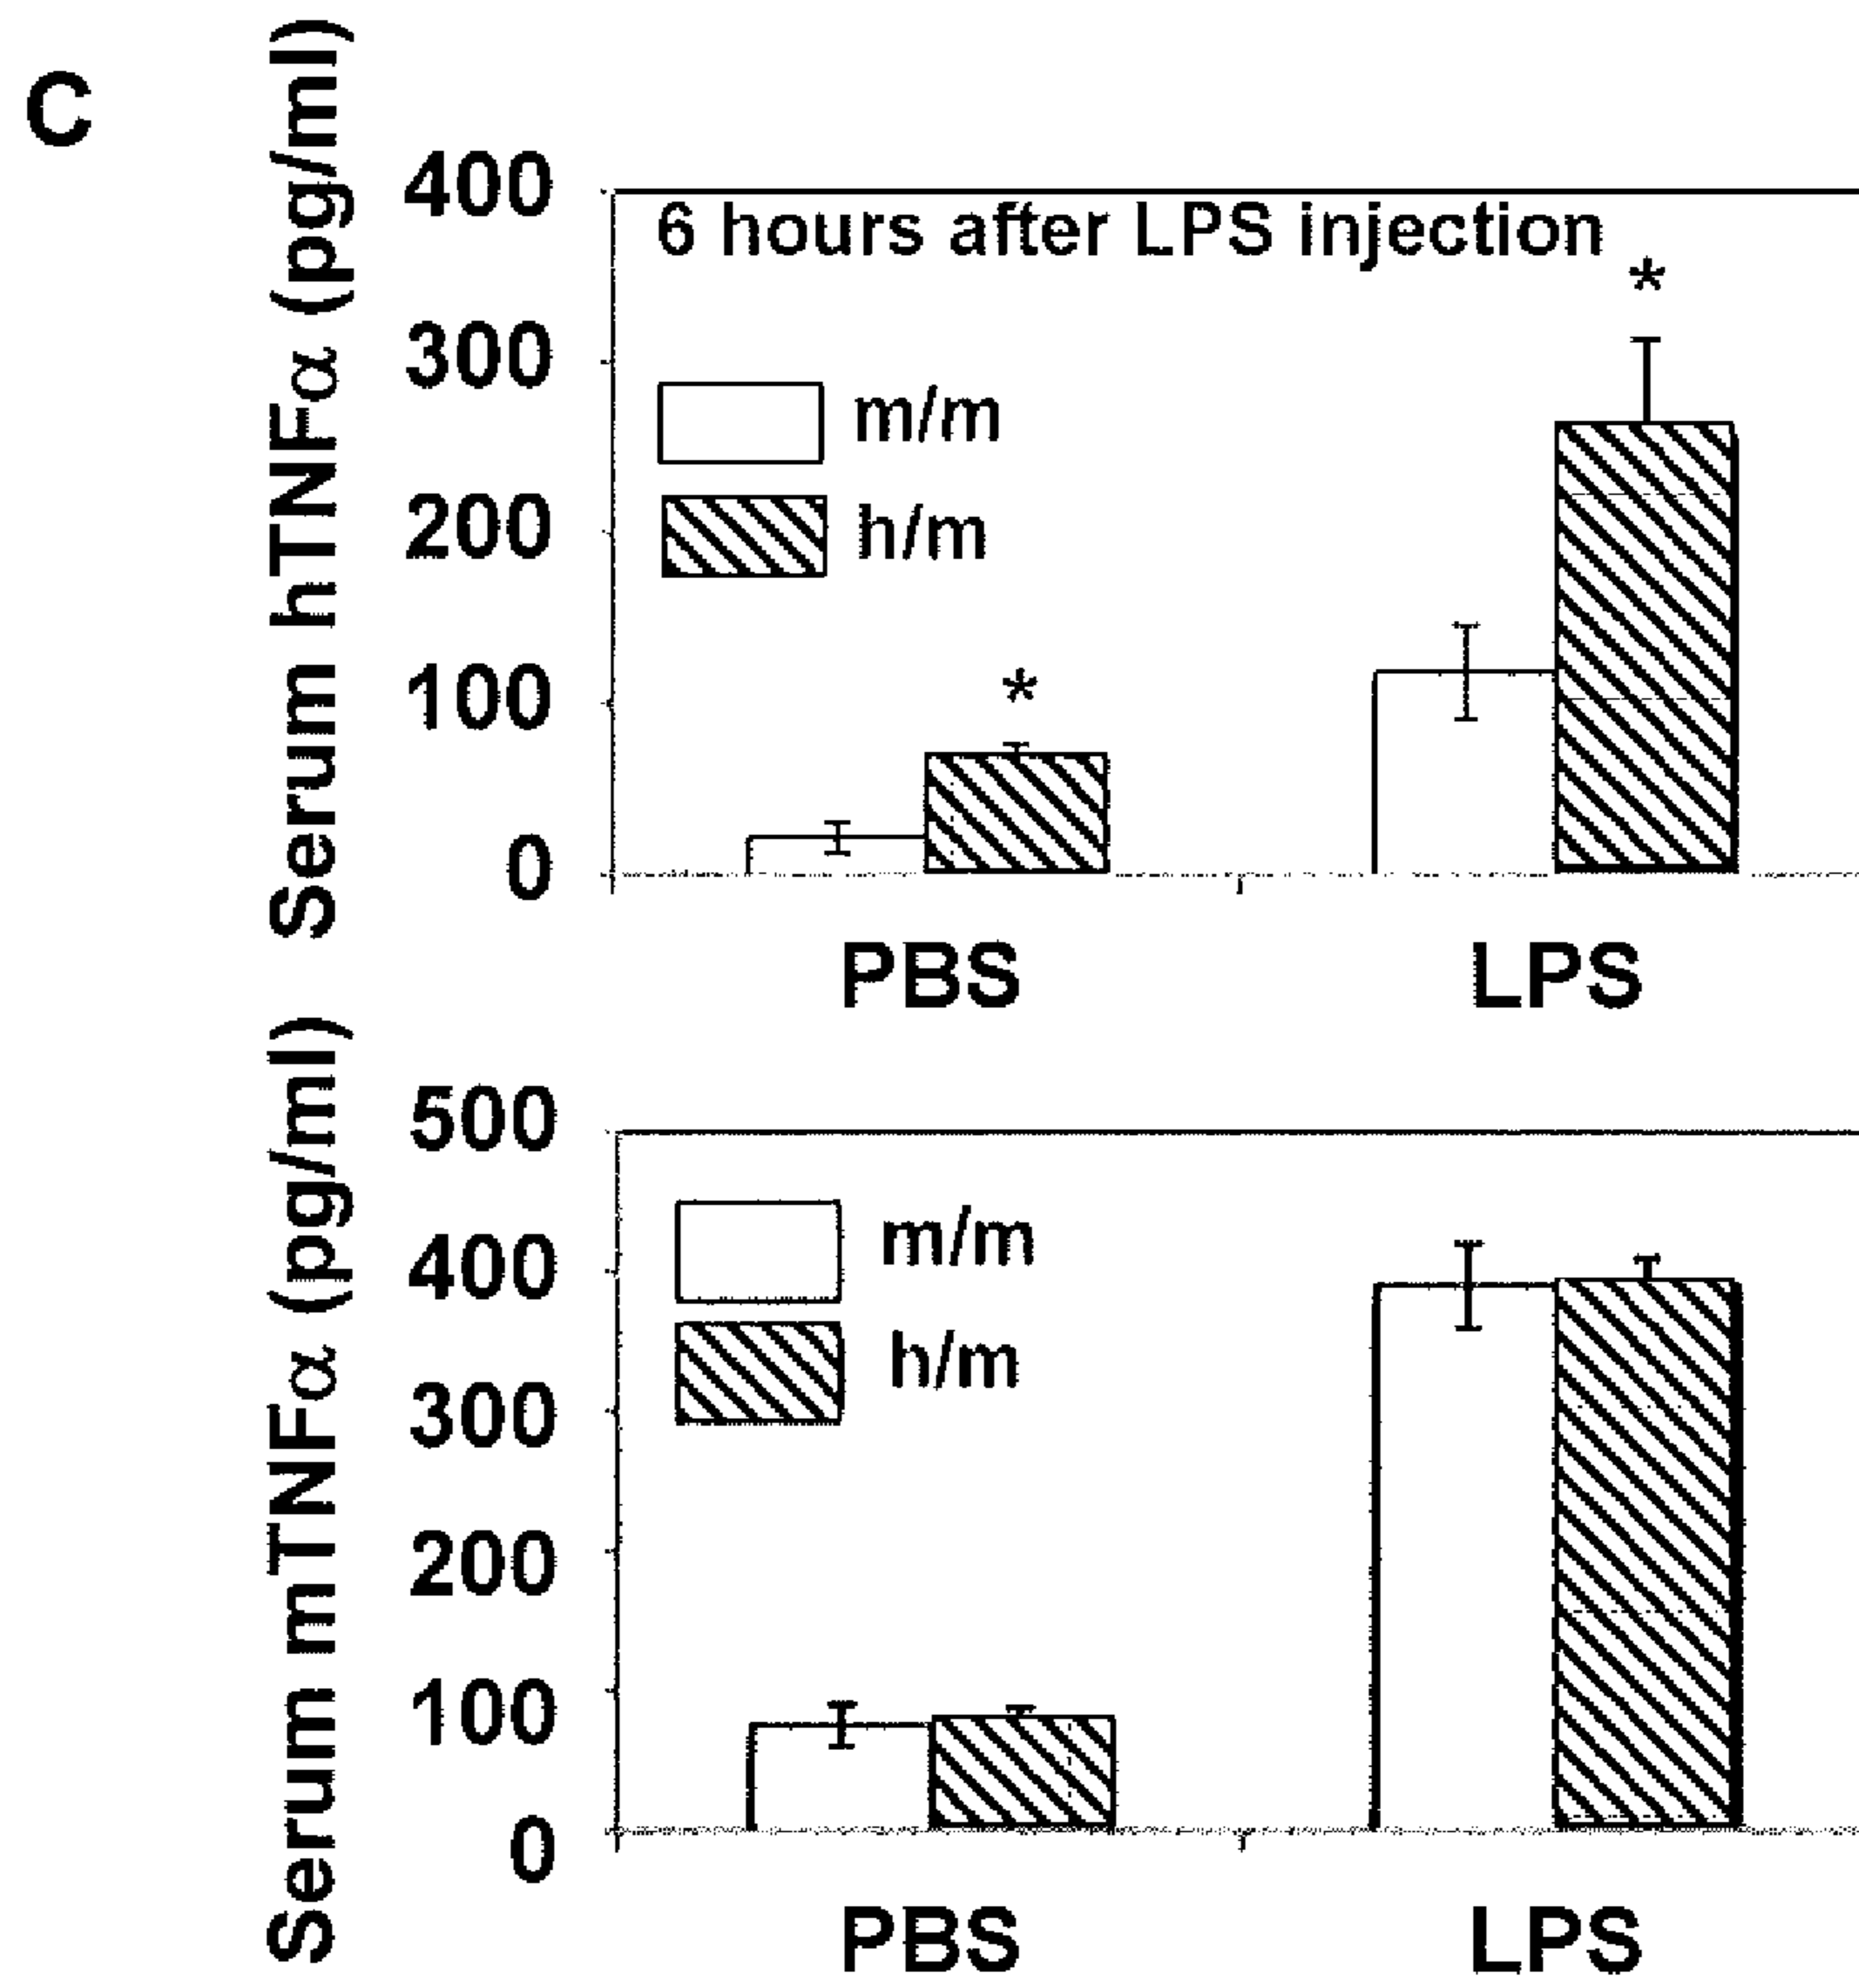 C
Serum hTNFα (pg/ml)
400
300
200
100
0
6 hours after LPS injection
*
*
m/m
h/m
PBS
LPS
Serum mTNFα (pg/ml)
500
400
300
200
100
0
m/m
h/m
PBS
LPS